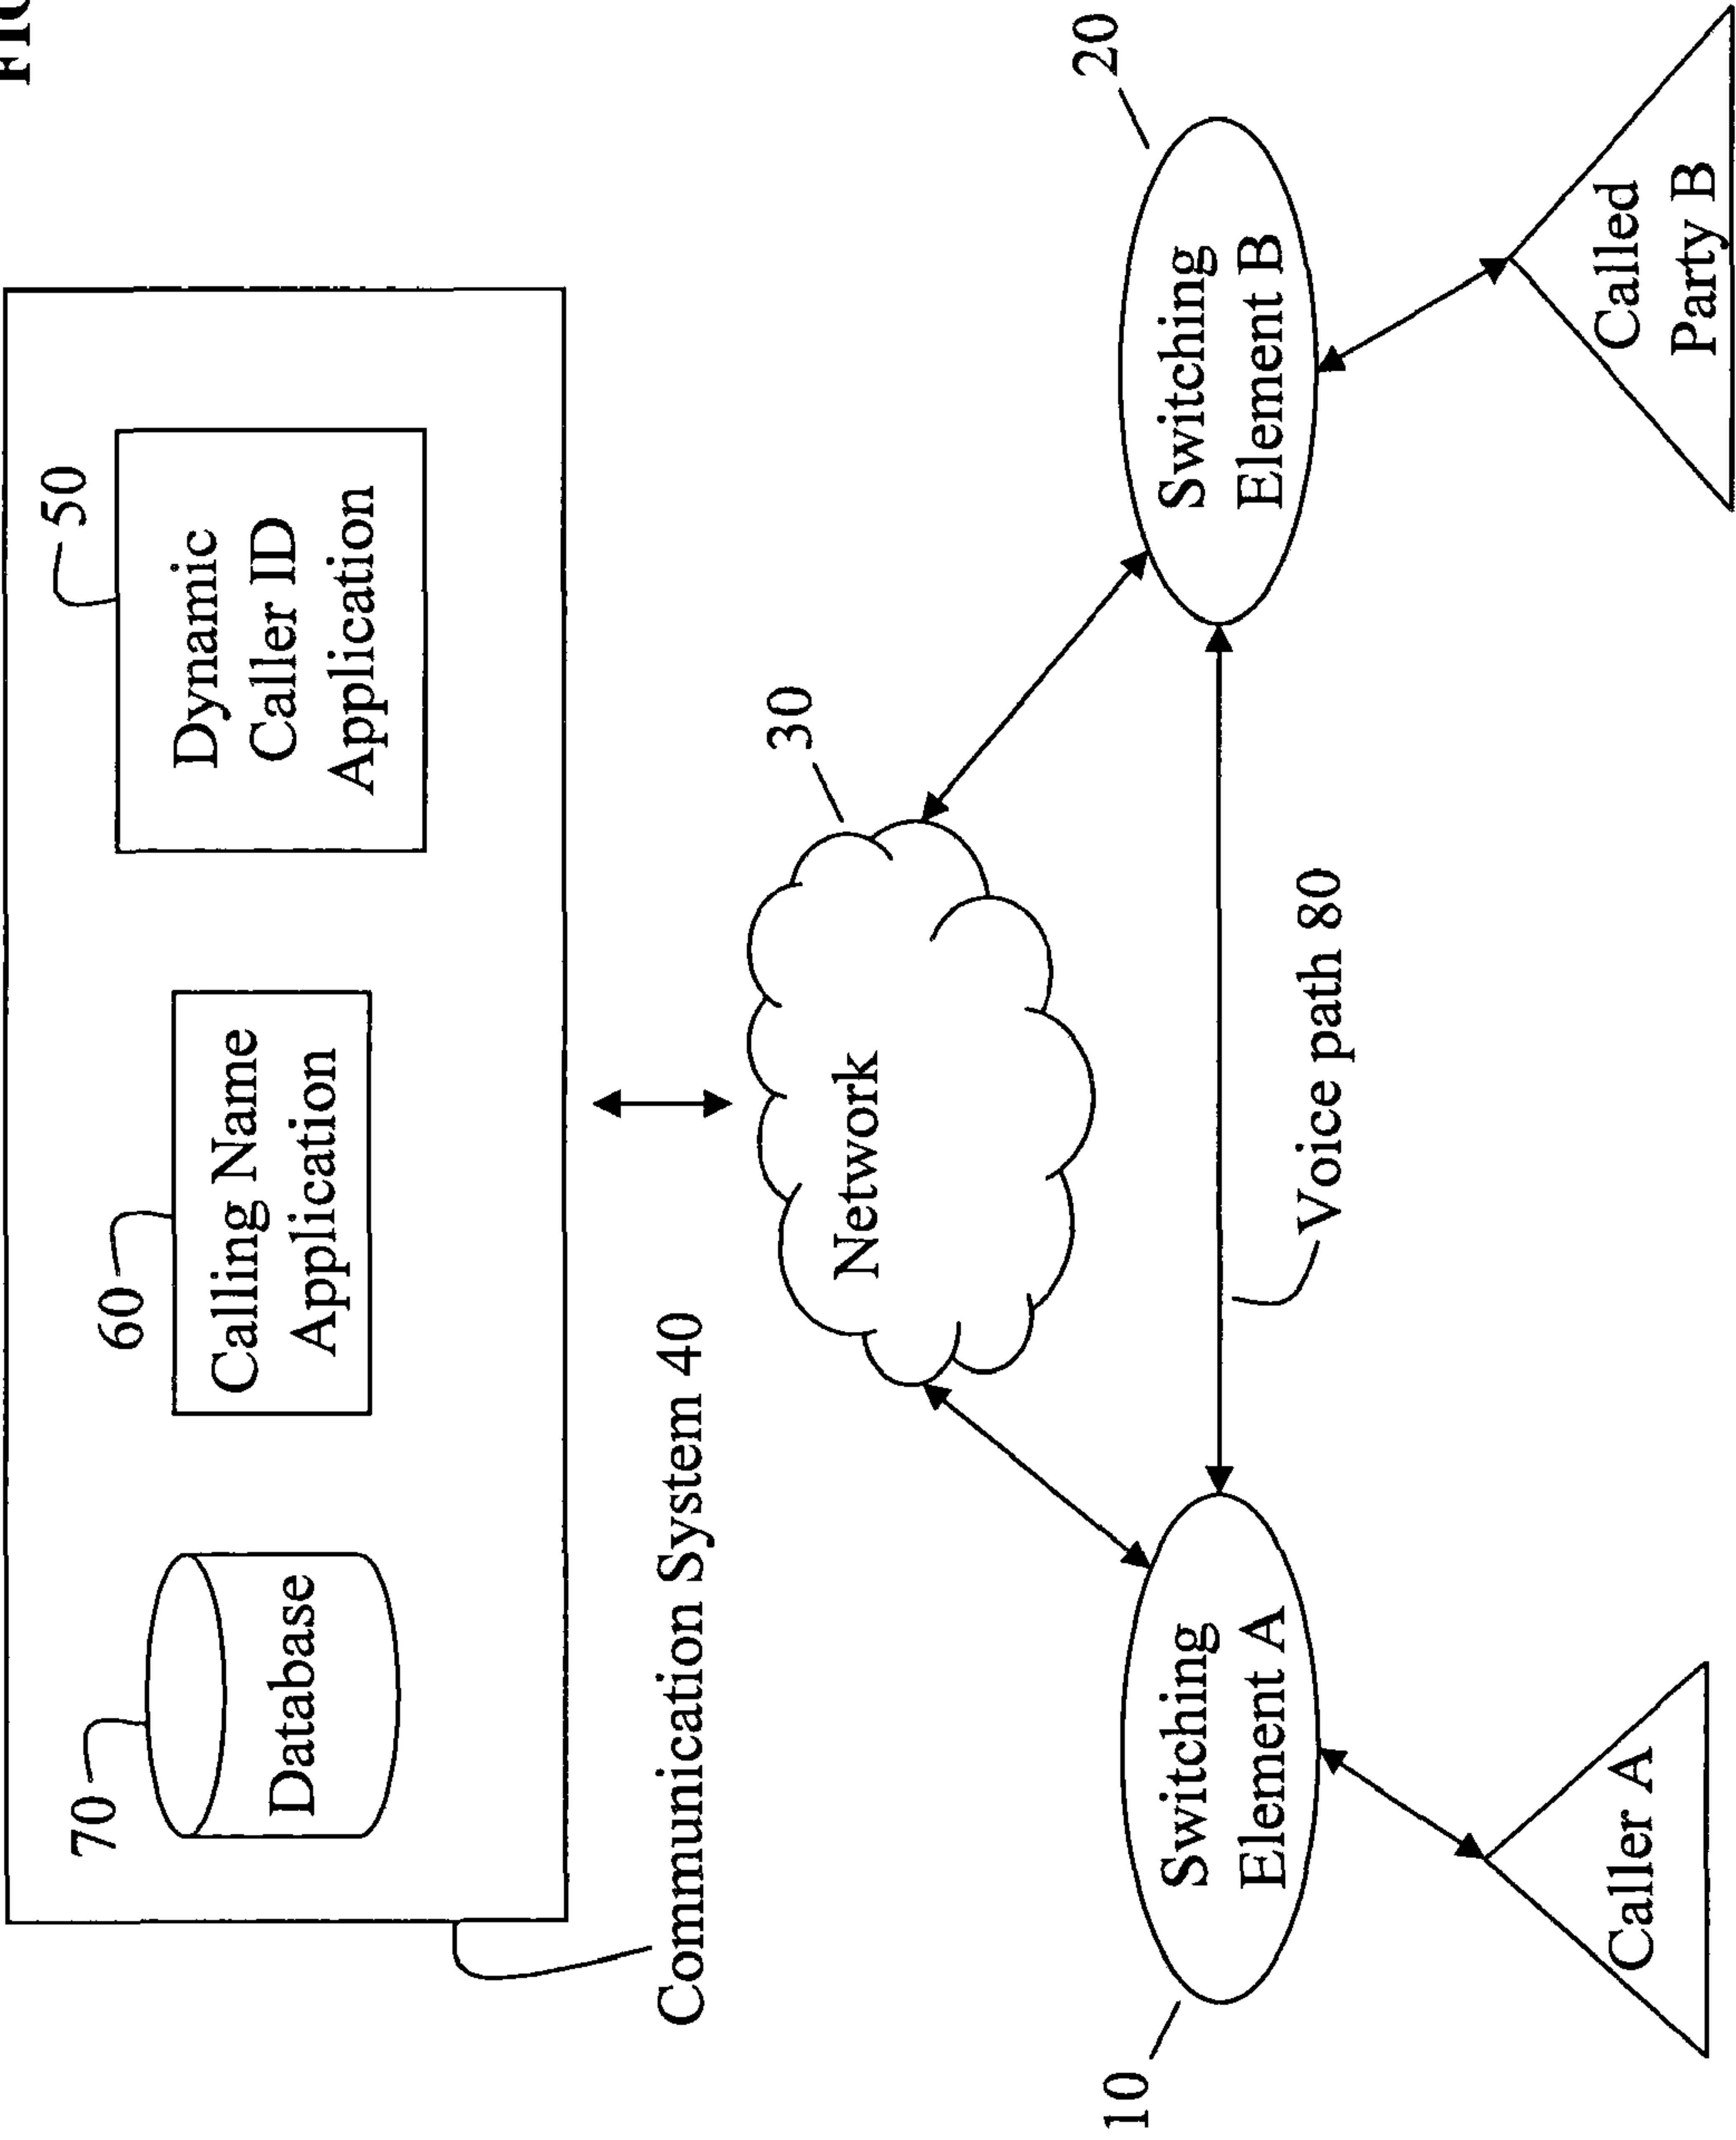 70
60
50
Database
Calling Name
Application
Dynamic
Caller ID
Application
Communication System 40
30
Network
10
20
Switching
Element A
Switching
Element B
Voice path 80
Caller A
Called
Party B